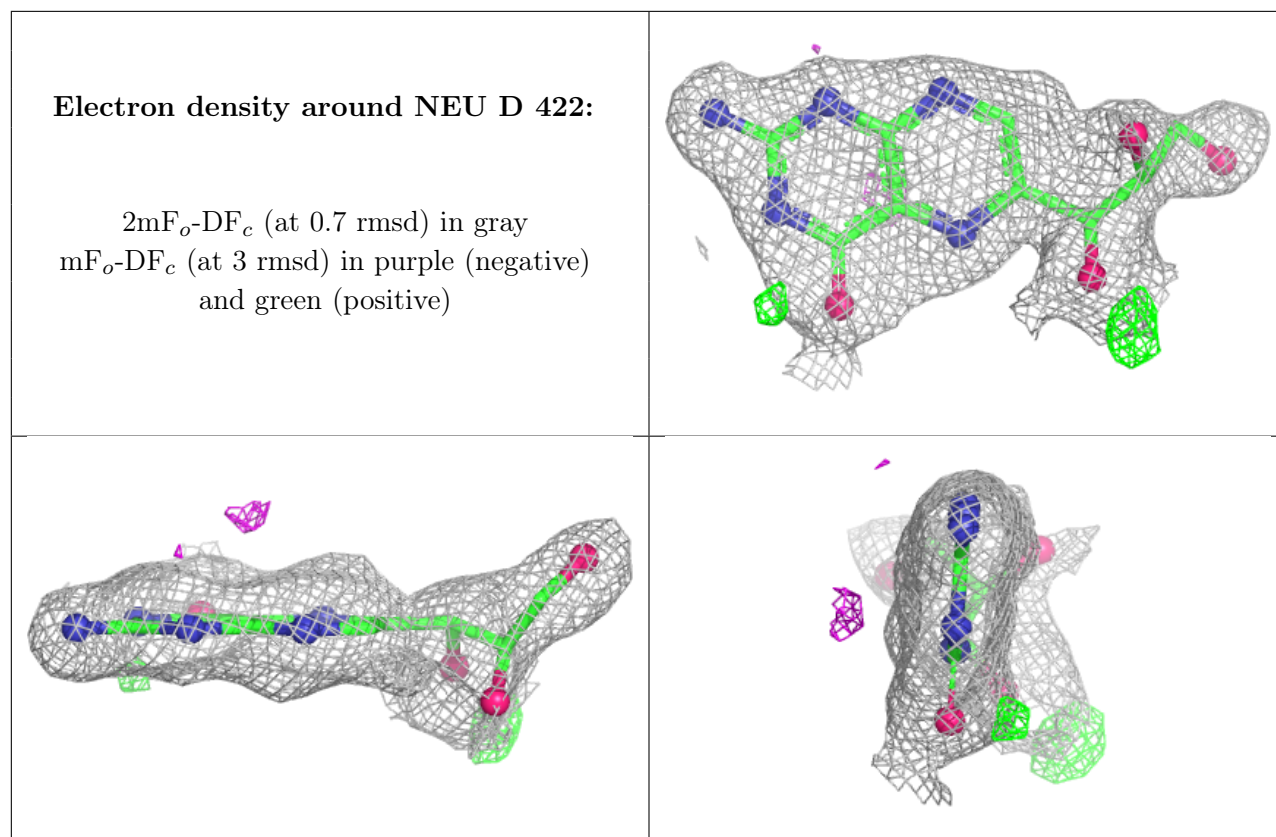 Electron density around NEU D 422:
2mFo-DFc (at 0.7 rmsd) in gray
mFo-DFc (at 3 rmsd) in purple (negative)
and green (positive)